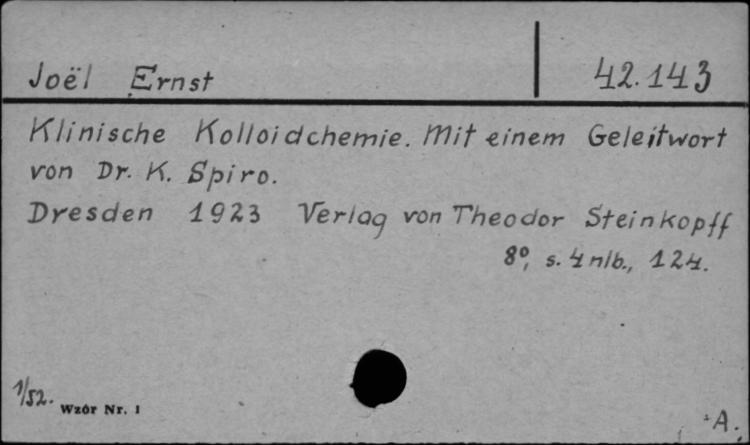 Joël Ernst 42.143
Klinische Kolloidchemie. Mit einem Geleitwort
von Dr. K. Spiro.
Dresden 1923 Verlag von Theodor Steinkopff
8°, s. 4 nlb., 124.
1/52. Wzór Nr. 1
A.